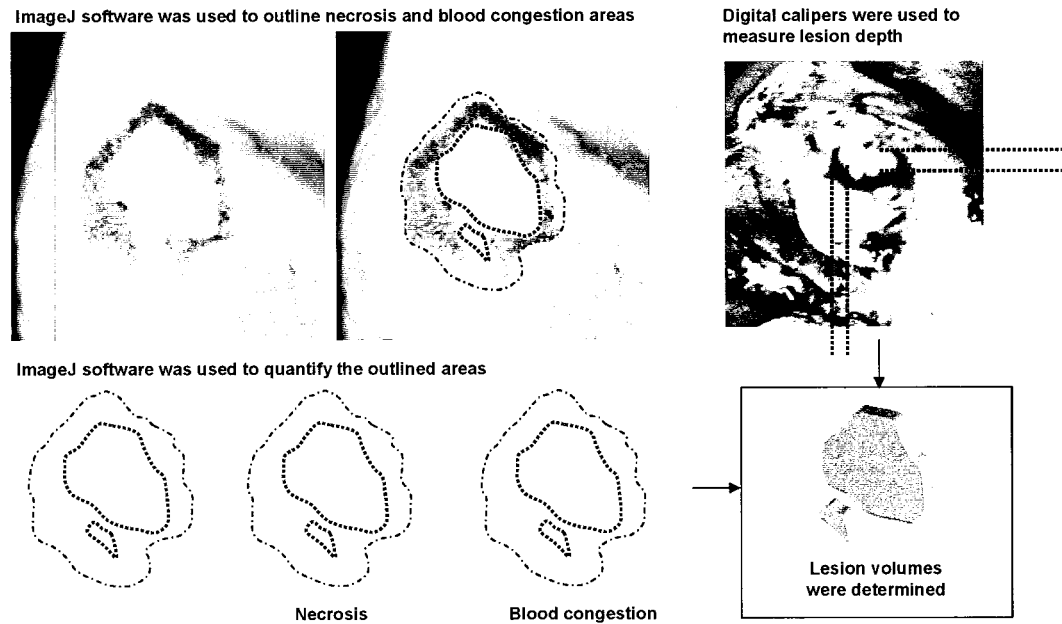 ImageJ software was used to outline necrosis and blood congestion areas
Digital calipers were used to
measure lesion depth
ImageJ software was used to quantify the outlined areas
Necrosis
Blood congestion
Lesion volumes
were determined